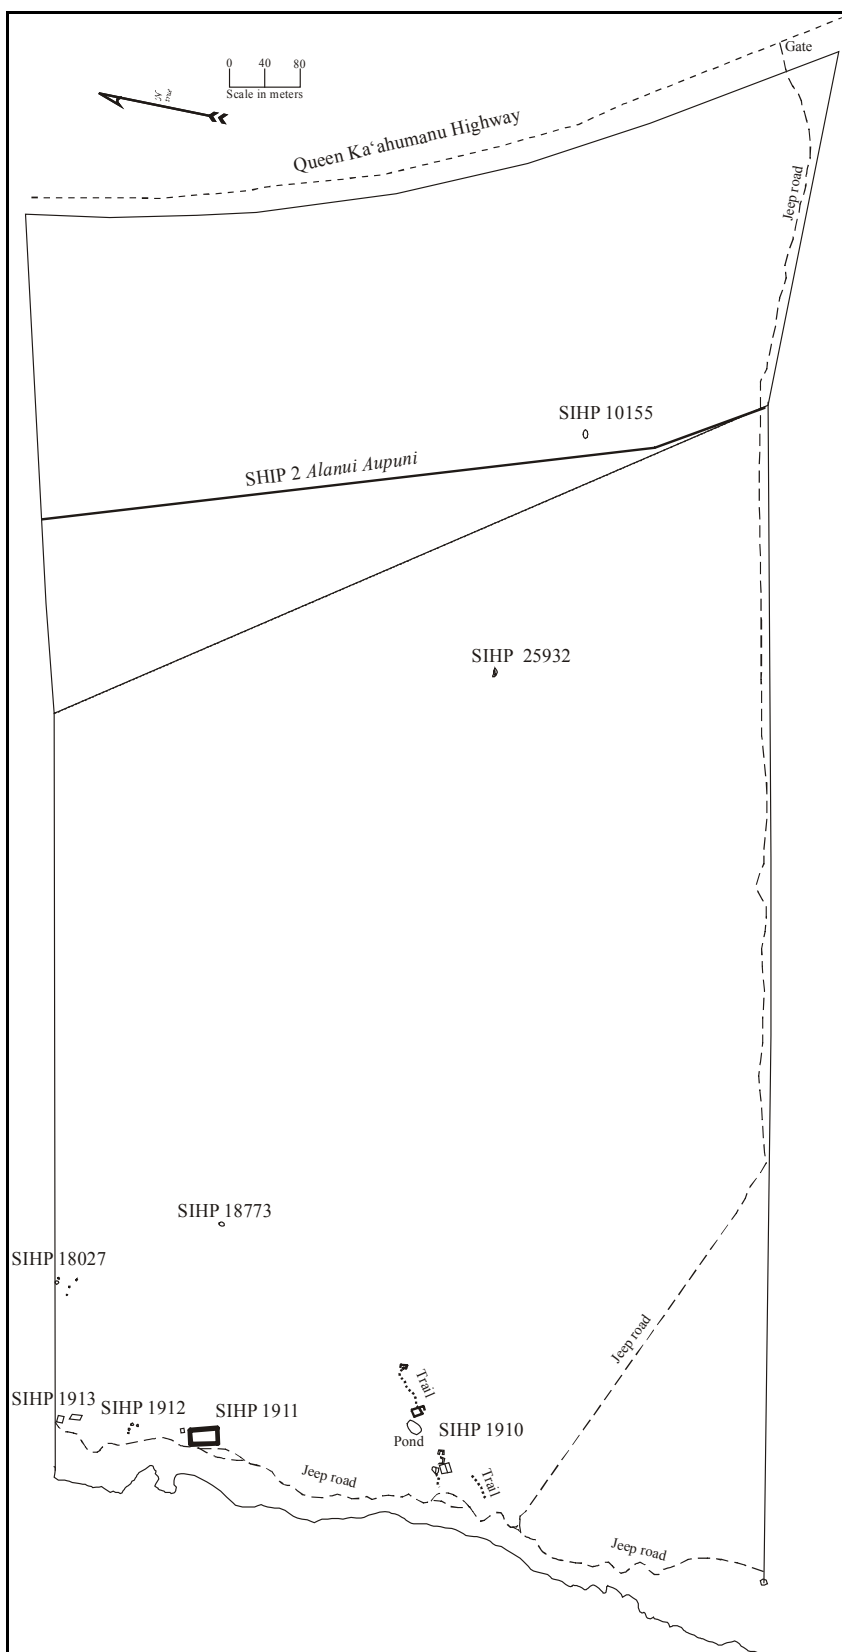 Gate
0 40 80
Scale in meters
N
true
Queen Ka‘ahumanu Highway
Jeep road
SIHP 10155
SHIP 2 Alanui Aupuni
SIHP 25932
SIHP 18773
SIHP 18027
Jeep road
Trail
SIHP 1913
SIHP 1912
SIHP 1911
SIHP 1910
Pond
Jeep road
Trail
Jeep road